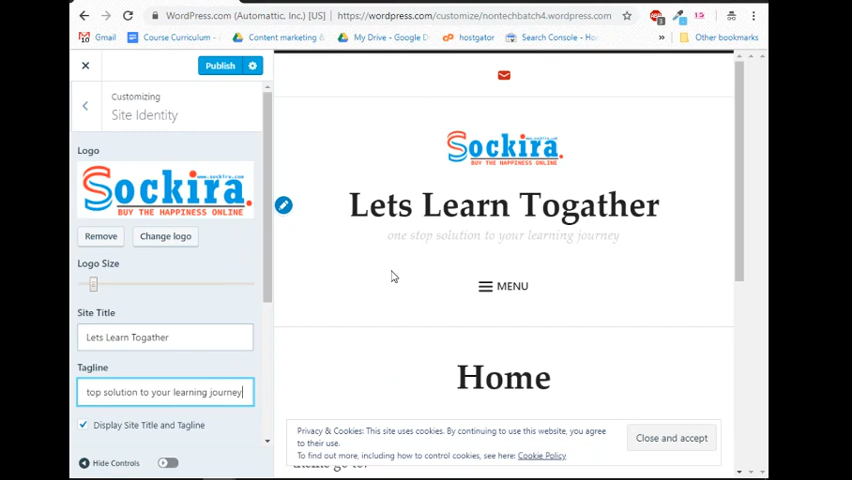 WordPress.com (Automattic, Inc.) [US] | https://wordpress.com/customize/nontechbatch4.wordpress.com
Gmail Course Curriculum - Content marketing & My Drive - Google D hostgator Search Console - Ho Other bookmarks
Publish
Customizing
Site Identity
Logo
www.sockira.com
Sockira.
BUY THE HAPPINESS ONLINE
Remove Change logo
Logo Size
Site Title
Lets Learn Togather
Tagline
top solution to your learning journey
Display Site Title and Tagline
Hide Controls
Sockira.
BUY THE HAPPINESS ONLINE
Lets Learn Togather
one stop solution to your learning journey
MENU
Home
Privacy & Cookies: This site uses cookies. By continuing to use this website, you agree
to their use.
To find out more, including how to control cookies, see here: Cookie Policy
Close and accept